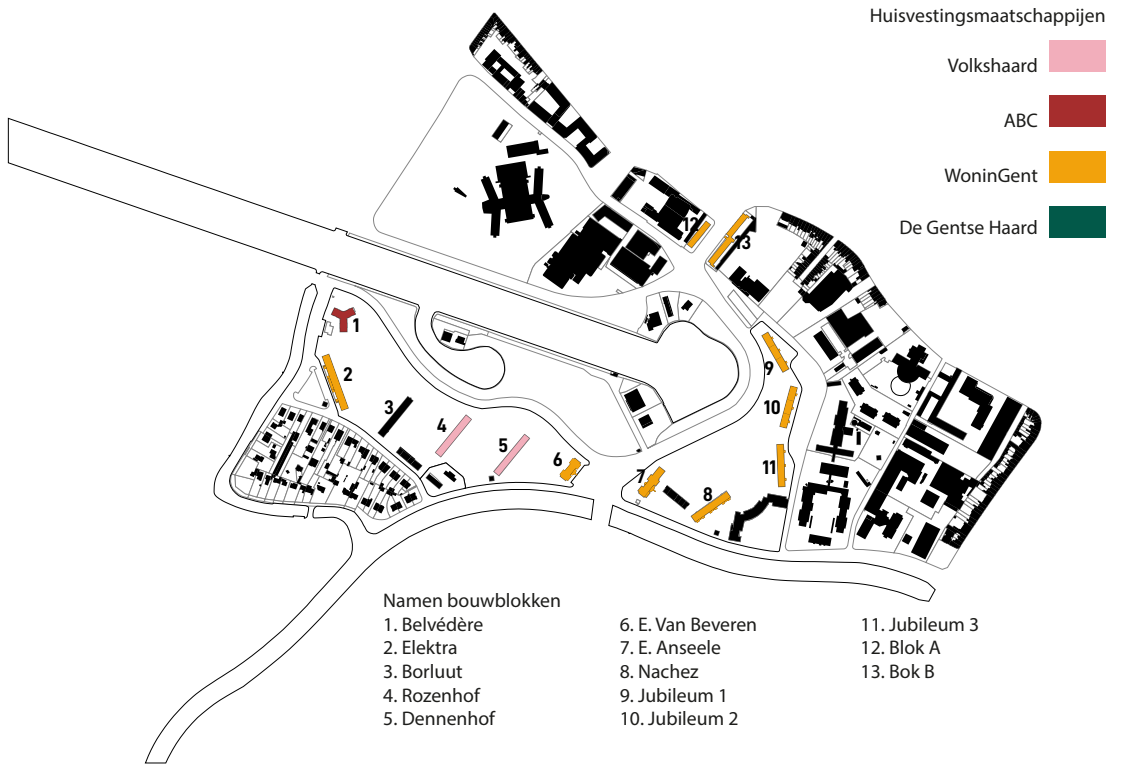 Huisvestingsmaatschappijen
Volkshaard
ABC
WoninGent
De Gentse Haard
12
13
1
2
3
4
5
6
7
8
9
10
11
Namen bouwblokken
1. Belvédère
2. Elektra
3. Borluut
4. Rozenhof
5. Dennenhof
6. E. Van Beveren
7. E. Anseele
8. Nachez
9. Jubileum 1
10. Jubileum 2
11. Jubileum 3
12. Blok A
13. Bok B